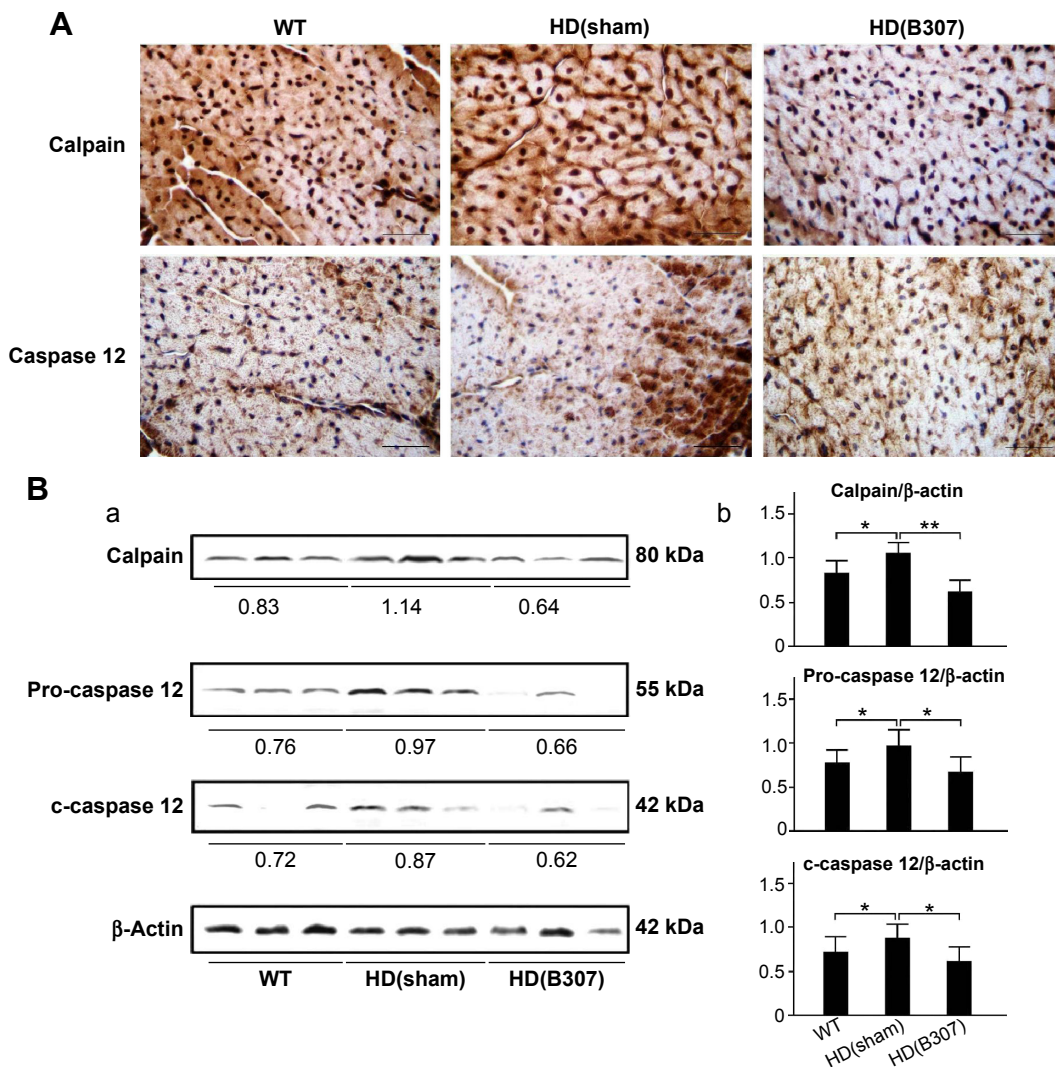 A
WT HD(sham) HD(B307)
Calpain
Caspase 12
B
a
Calpain 80 kDa
0.83 1.14 0.64
Pro-caspase 12 55 kDa
0.76 0.97 0.66
c-caspase 12 42 kDa
0.72 0.87 0.62
β-Actin 42 kDa
WT HD(sham) HD(B307)
b
Calpain/β-actin
1.5
* **
1.0
0.5
0
Pro-caspase 12/β-actin
1.5
* *
1.0
0.5
0
c-caspase 12/β-actin
1.5
* *
1.0
0.5
0
WT HD(sham) HD(B307)